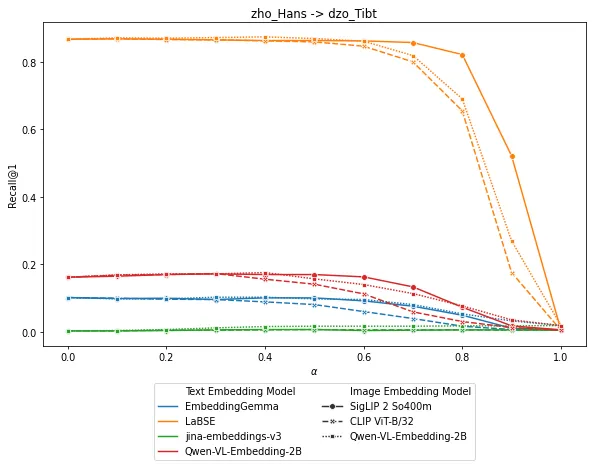 zho_Hans -> dzo_Tibt
Recall@1
0.8
0.6
0.4
0.2
0.0
0.0 0.2 0.4 0.6 0.8 1.0
α
Text Embedding Model Image Embedding Model
EmbeddingGemma SigLIP 2 So400m
LaBSE CLIP ViT-B/32
jina-embeddings-v3 Qwen-VL-Embedding-2B
Qwen-VL-Embedding-2B